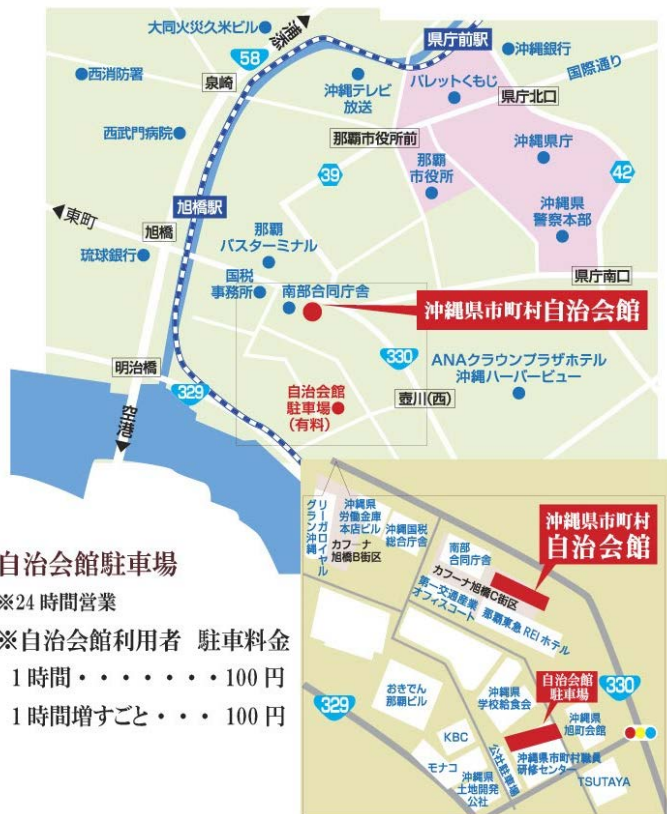 大同火災久米ビル
浦添
58
県庁前駅
沖縄銀行
西消防署
泉崎
沖縄テレビ
放送
パレットくもじ
国際通り
県庁北口
西武門病院
那覇市役所前
沖縄県庁
39
那覇
市役所
42
旭橋駅
東町
旭橋
那覇
バスターミナル
沖縄県
警察本部
琉球銀行
国税
事務所
南部合同庁舎
県庁南口
沖縄県市町村自治会館
明治橋
329
330
ANAクラウンプラザホテル
沖縄ハーバービュー
自治会館
駐車場
(有料)
壺川(西)
空港
リーガロイヤル
グラン沖縄
沖縄県
労働金庫
本店ビル
カフーナ
旭橋B街区
沖縄国税
総合庁舎
南部
合同庁舎
沖縄県市町村
自治会館
カフーナ旭橋C街区
第一交通産業
オフィスコート
那覇東急REIホテル
自治会館駐車場
※24時間営業
※自治会館利用者 駐車料金
1時間・・・・・・・100円
1時間増すごと・・・100円
329
おきでん
那覇ビル
沖縄県
学校給食会
自治会館
駐車場
330
沖縄県
旭町会館
KBC
モナコ
沖縄県
土地開発
公社
公社駐車場
沖縄県市町村職員
研修センター
TSUTAYA